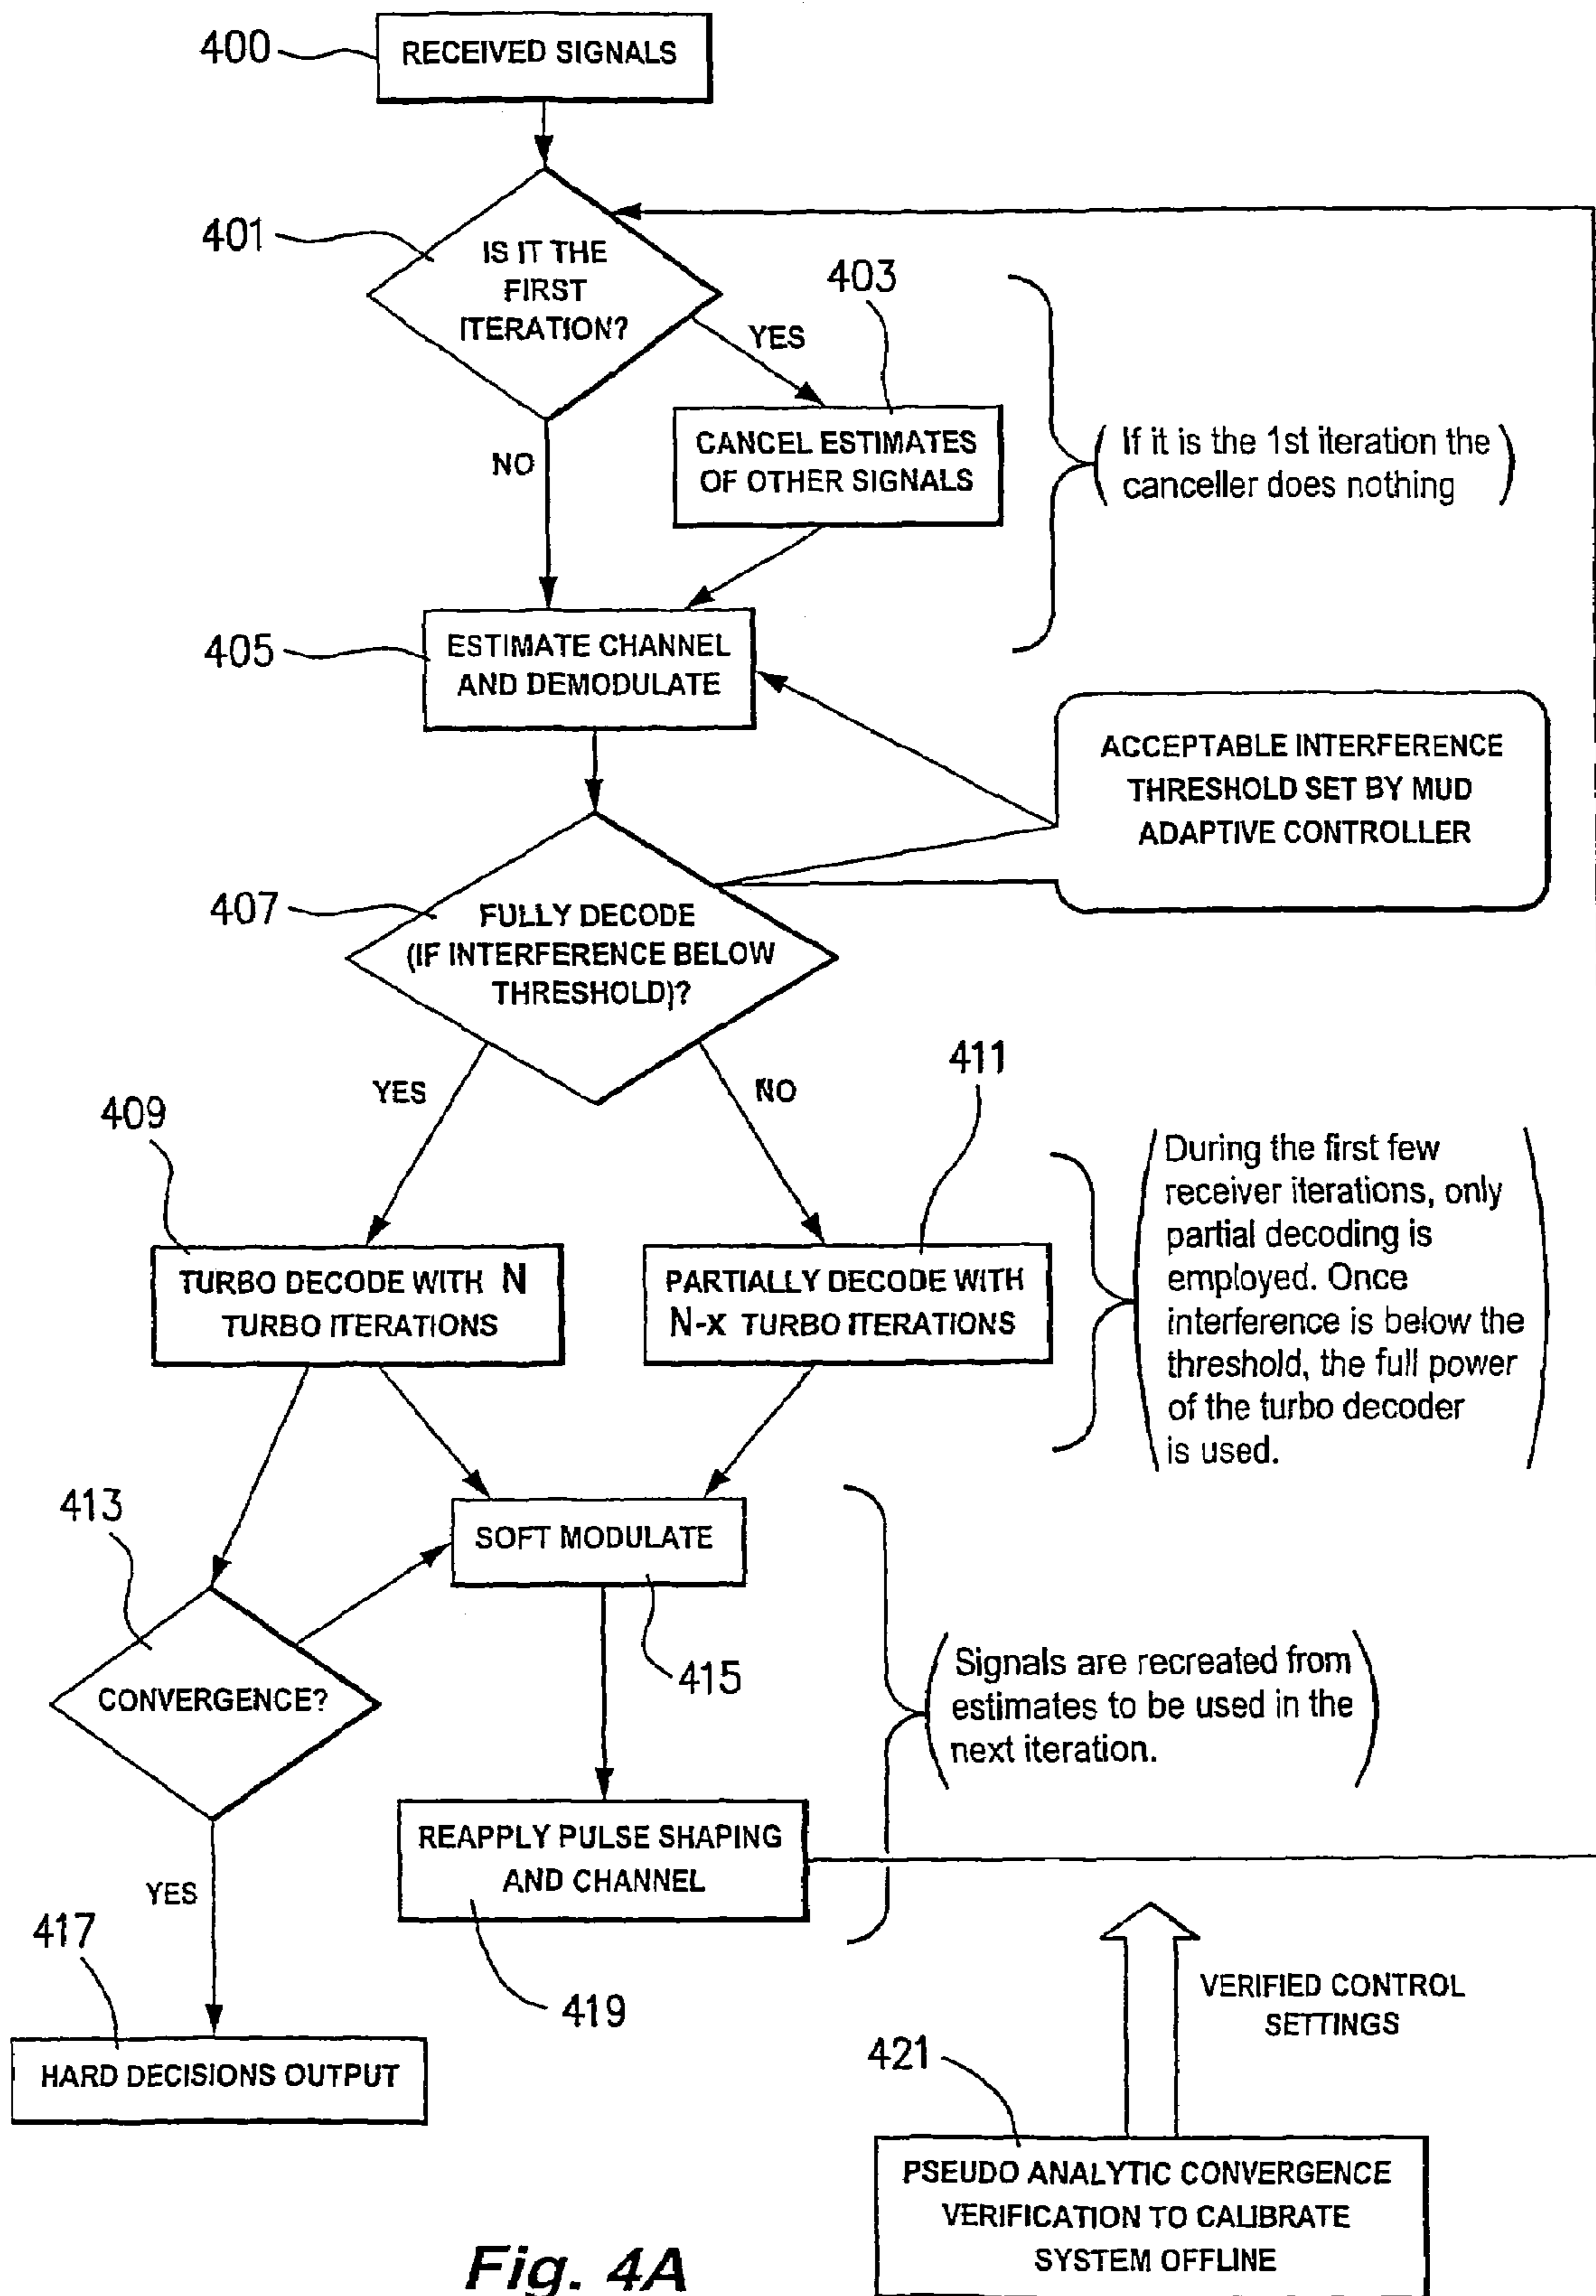 400
RECEIVED SIGNALS
401
IS IT THE
FIRST
ITERATION?
YES
NO
403
CANCEL ESTIMATES
OF OTHER SIGNALS
( If it is the 1st iteration the
canceller does nothing )
405
ESTIMATE CHANNEL
AND DEMODULATE
ACCEPTABLE INTERFERENCE
THRESHOLD SET BY MUD
ADAPTIVE CONTROLLER
407
FULLY DECODE
(IF INTERFERENCE BELOW
THRESHOLD)?
YES
NO
409
TURBO DECODE WITH N
TURBO ITERATIONS
411
PARTIALLY DECODE WITH
N-X TURBO ITERATIONS
( During the first few
receiver iterations, only
partial decoding is
employed. Once
interference is below the
threshold, the full power
of the turbo decoder
is used. )
413
CONVERGENCE?
SOFT MODULATE
415
( Signals are recreated from
estimates to be used in the
next iteration. )
REAPPLY PULSE SHAPING
AND CHANNEL
419
YES
417
HARD DECISIONS OUTPUT
VERIFIED CONTROL
SETTINGS
421
PSEUDO ANALYTIC CONVERGENCE
VERIFICATION TO CALIBRATE
SYSTEM OFFLINE
Fig. 4A